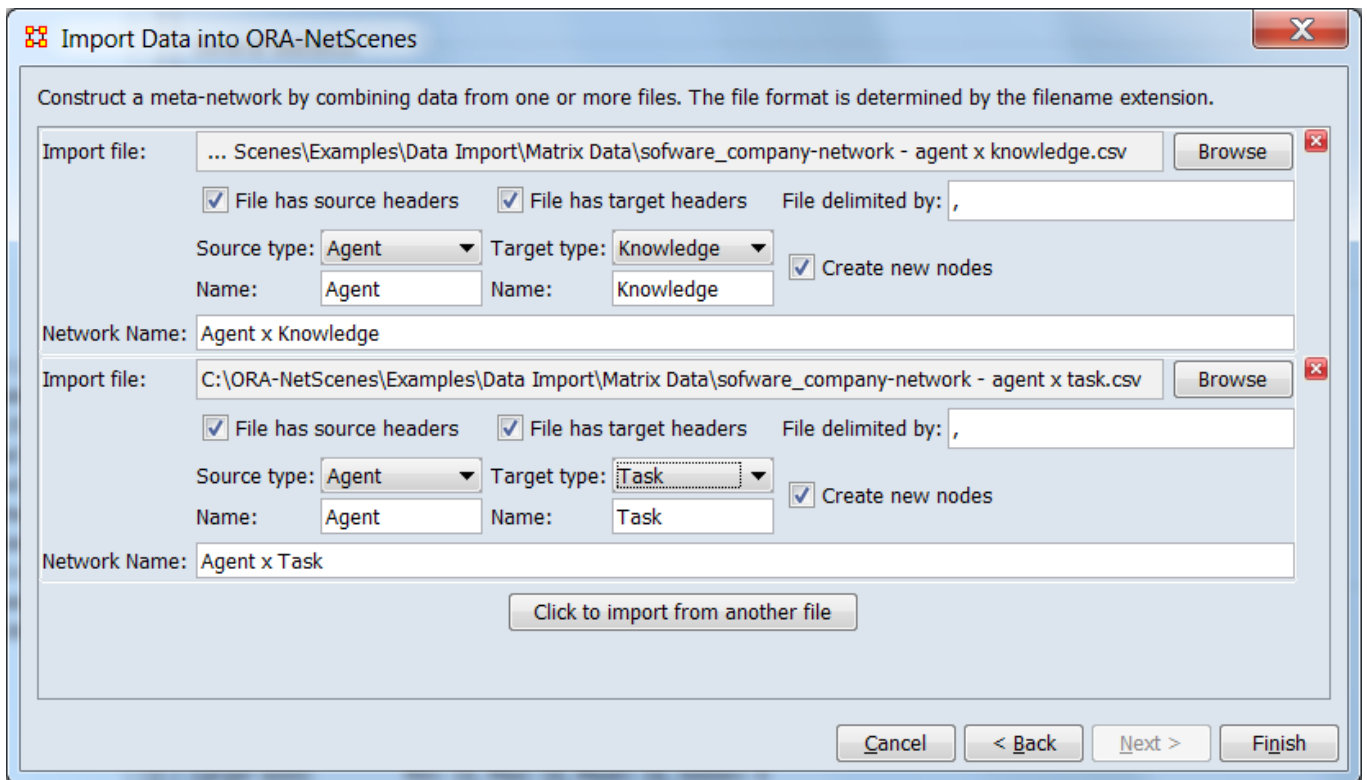 Import Data into ORA-NetScenes
X
Construct a meta-network by combining data from one or more files. The file format is determined by the filename extension.
Import file: ... Scenes\Examples\Data Import\Matrix Data\sofware_company-network - agent x knowledge.csv Browse
File has source headers File has target headers File delimited by: ,
Source type: Agent Target type: Knowledge
Create new nodes
Name: Agent Name: Knowledge
Network Name: Agent x Knowledge
Import file: C:\ORA-NetScenes\Examples\Data Import\Matrix Data\sofware_company-network - agent x task.csv Browse
File has source headers File has target headers File delimited by: ,
Source type: Agent Target type: Task
Create new nodes
Name: Agent Name: Task
Network Name: Agent x Task
Click to import from another file
Cancel < Back Next > Finish